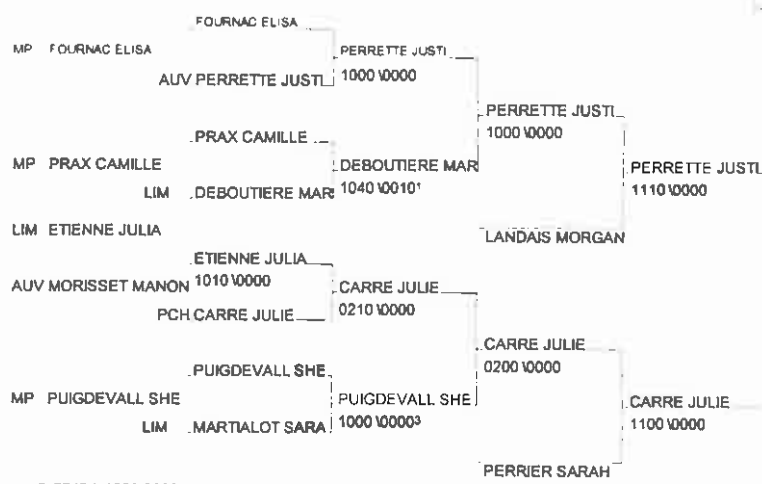 FOURNAC ELISA
MP FOURNAC ELISA
PERRETTE JUSTI
AUV PERRETTE JUSTI
1000 \0000
PERRETTE JUSTI
1000 \0000
PRAX CAMILLE
MP PRAX CAMILLE
DEBOUTIERE MAR
PERRETTE JUSTI
1110 \0000
LIM DEBOUTIERE MAR
1040 \0010¹
LIM ETIENNE JULIA
LANDAIS MORGAN
ETIENNE JULIA
AUV MORISSET MANON
1010 \0000
CARRE JULIE
0210 \0000
PCH CARRE JULIE
CARRE JULIE
0200 \0000
PUIGDEVALL SHE
MP PUIGDEVALL SHE
PUIGDEVALL SHE
1000 \0000³
CARRE JULIE
1100 \0000
LIM MARTIALOT SARA
PERRIER SARAH